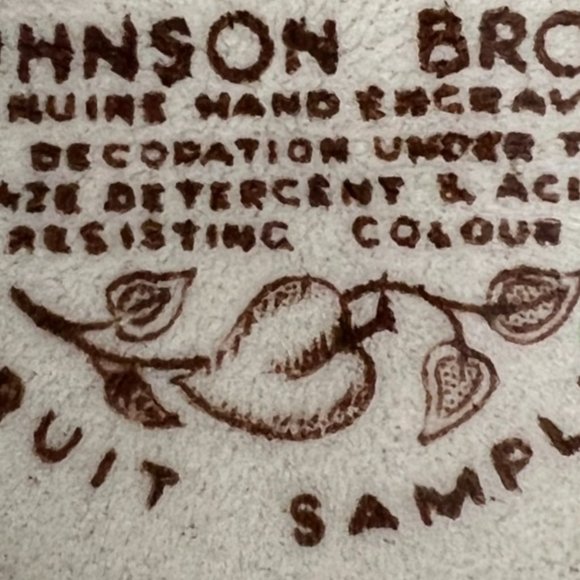 HNSON BRO
NUINE HAND ENGRAV
DECORATION UNDER T
AZE DETERGENT & ACI
RESISTING COLOUR
UIT SAMPL